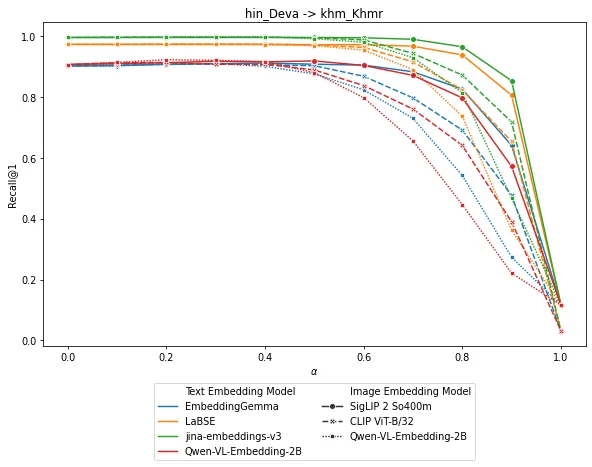 hin_Deva -> khm_Khmr
1.0
0.8
0.6
0.4
0.2
0.0
Recall@1
0.0 0.2 0.4 0.6 0.8 1.0
α
Text Embedding Model
EmbeddingGemma
LaBSE
jina-embeddings-v3
Qwen-VL-Embedding-2B
Image Embedding Model
SigLIP 2 So400m
CLIP ViT-B/32
Qwen-VL-Embedding-2B